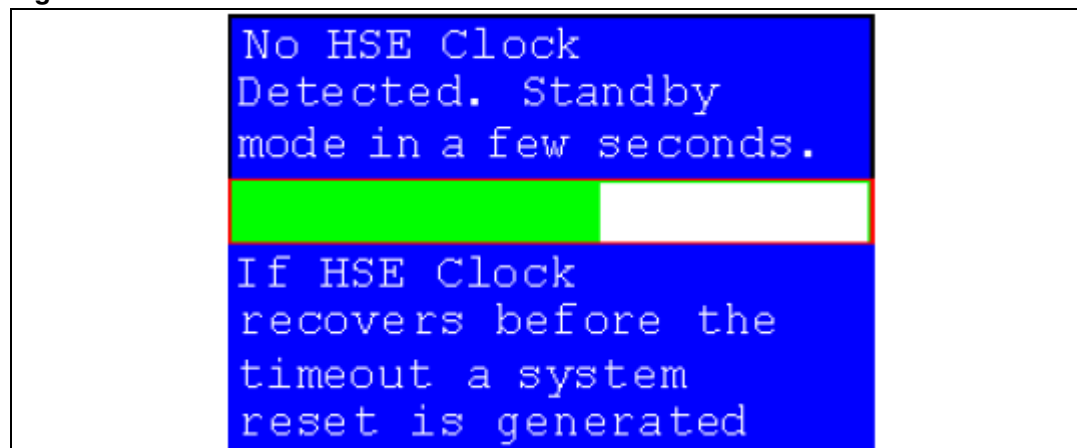 No HSE Clock
Detected. Standby
mode in a few seconds.
If HSE Clock
recovers before the
timeout a system
reset is generated